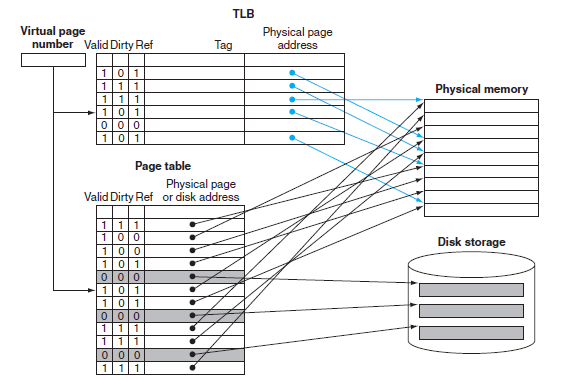 TLB
Virtual page
number
Valid Dirty Ref
Tag
Physical page
address
1 0 1
1 1 1
1 1 1
1 0 1
0 0 0
1 0 1
Physical memory
Page table
Physical page
or disk address
Valid Dirty Ref
1 1 1
1 0 0
1 0 0
1 0 1
0 0 0
1 0 1
1 0 1
0 0 0
1 1 1
1 1 1
0 0 0
1 1 1
Disk storage